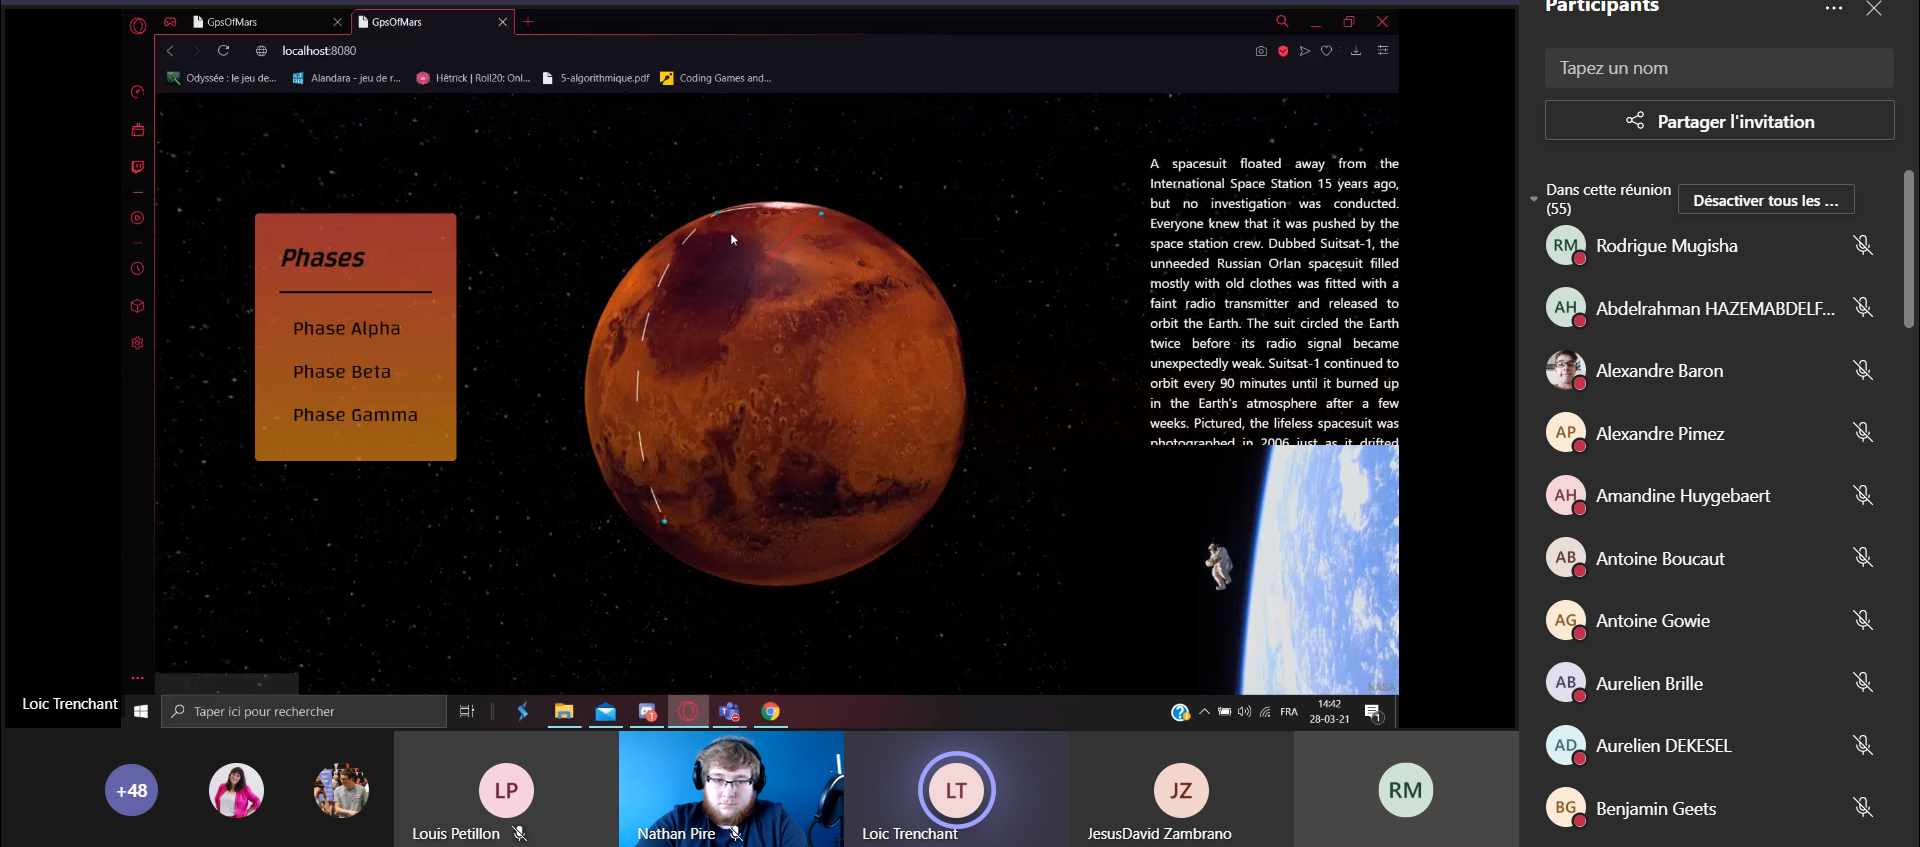 GpsOfMars
GpsOfMars
localhost:8080
Odyssée : le jeu de...
Alandara - jeu de r...
Hétrick | Roll20: Onl...
5-algorithmique.pdf
Coding Games and...
Phases
Phase Alpha
Phase Beta
Phase Gamma
A spacesuit floated away from the
International Space Station 15 years ago,
but no investigation was conducted.
Everyone knew that it was pushed by the
space station crew. Dubbed Suitsat-1, the
unneeded Russian Orlan spacesuit filled
mostly with old clothes was fitted with a
faint radio transmitter and released to
orbit the Earth. The suit circled the Earth
twice before its radio signal became
unexpectedly weak. Suitsat-1 continued to
orbit every 90 minutes until it burned up
in the Earth's atmosphere after a few
weeks. Pictured, the lifeless spacesuit was
photographed in 2006 just as it drifted
NASA
Loic Trenchant
Taper ici pour rechercher
FRA
14:42
28-03-21
1
+48
LP
Louis Petillon
Nathan Pire
LT
Loic Trenchant
JZ
JesusDavid Zambrano
RM
Participants
Tapez un nom
Partager l'invitation
Dans cette réunion
(55)
Désactiver tous les ...
RM Rodrigue Mugisha
AH Abdelrahman HAZEMABDELF...
Alexandre Baron
AP Alexandre Pimez
AH Amandine Huygebaert
AB Antoine Boucaut
AG Antoine Gowie
AB Aurelien Brille
AD Aurelien DEKESEL
BG Benjamin Geets